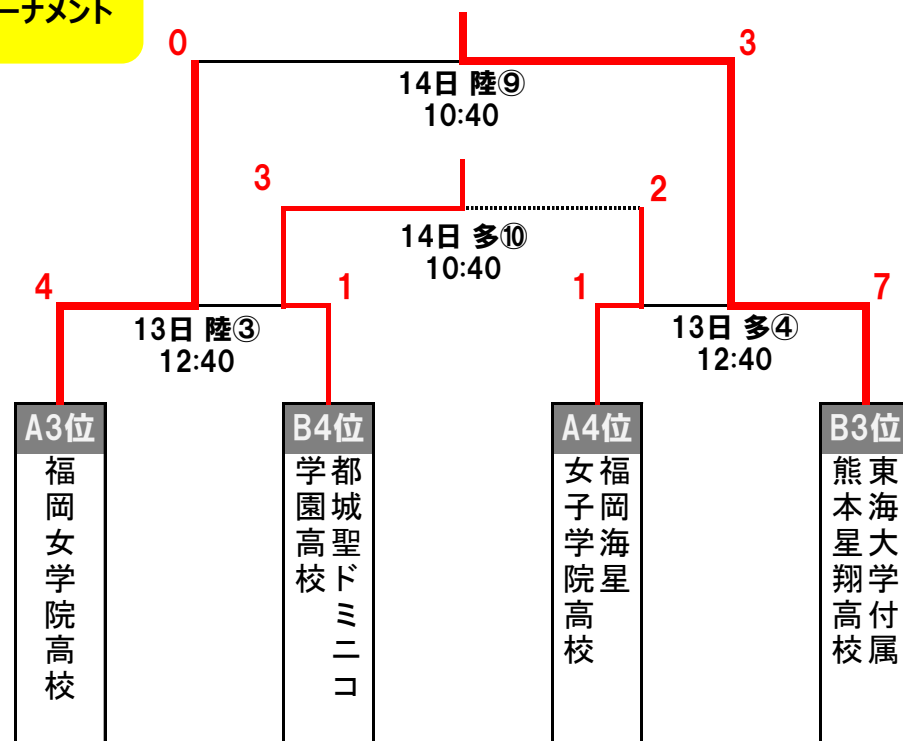 ーナメント
0
3
14日 陸⑨
10:40
3
2
14日 多⑩
10:40
4
1
1
7
13日 陸③
12:40
13日 多④
12:40
A3位
B4位
A4位
B3位
福岡女学院高校
都城聖ドミニコ
学園高校
福岡海星
女子学院高校
東海大学付属
熊本星翔高校